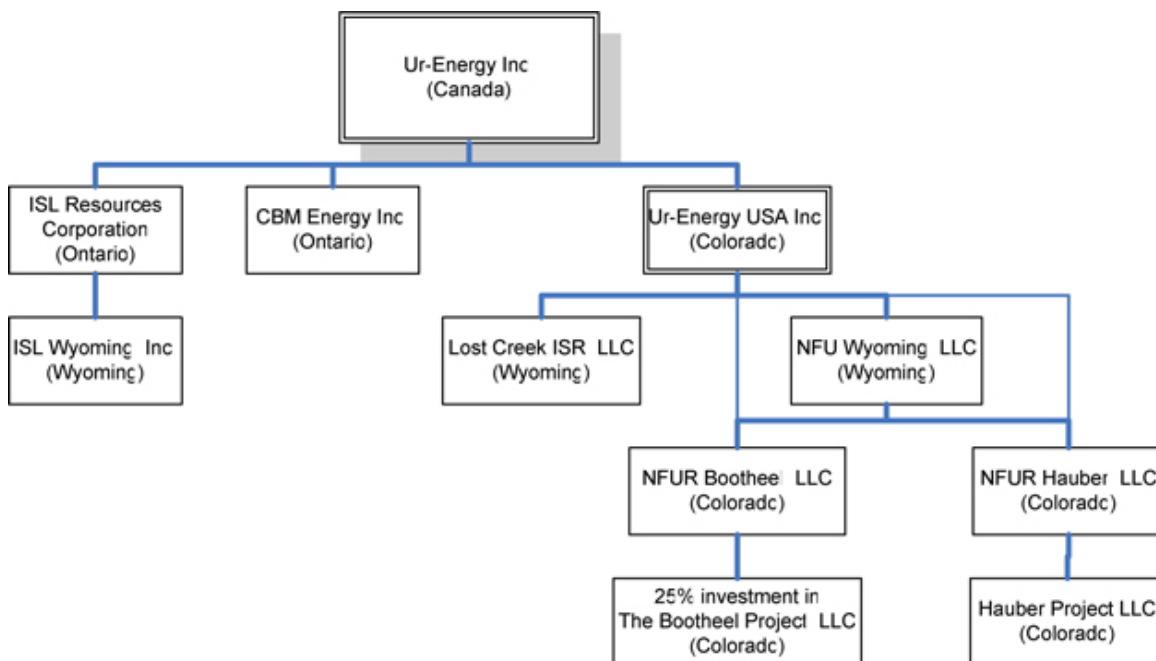 Ur-Energy Inc
(Canada)
ISL Resources
Corporation
(Ontario)
CBM Energy Inc
(Ontario)
Ur-Energy USA Inc
(Colorado)
ISL Wyoming Inc
(Wyoming)
Lost Creek ISR LLC
(Wyoming)
NFU Wyoming LLC
(Wyoming)
NFUR Bootheel LLC
(Colorado)
NFUR Hauber LLC
(Colorado)
25% investment in
The Bootheel Project LLC
(Colorado)
Hauber Project LLC
(Colorado)